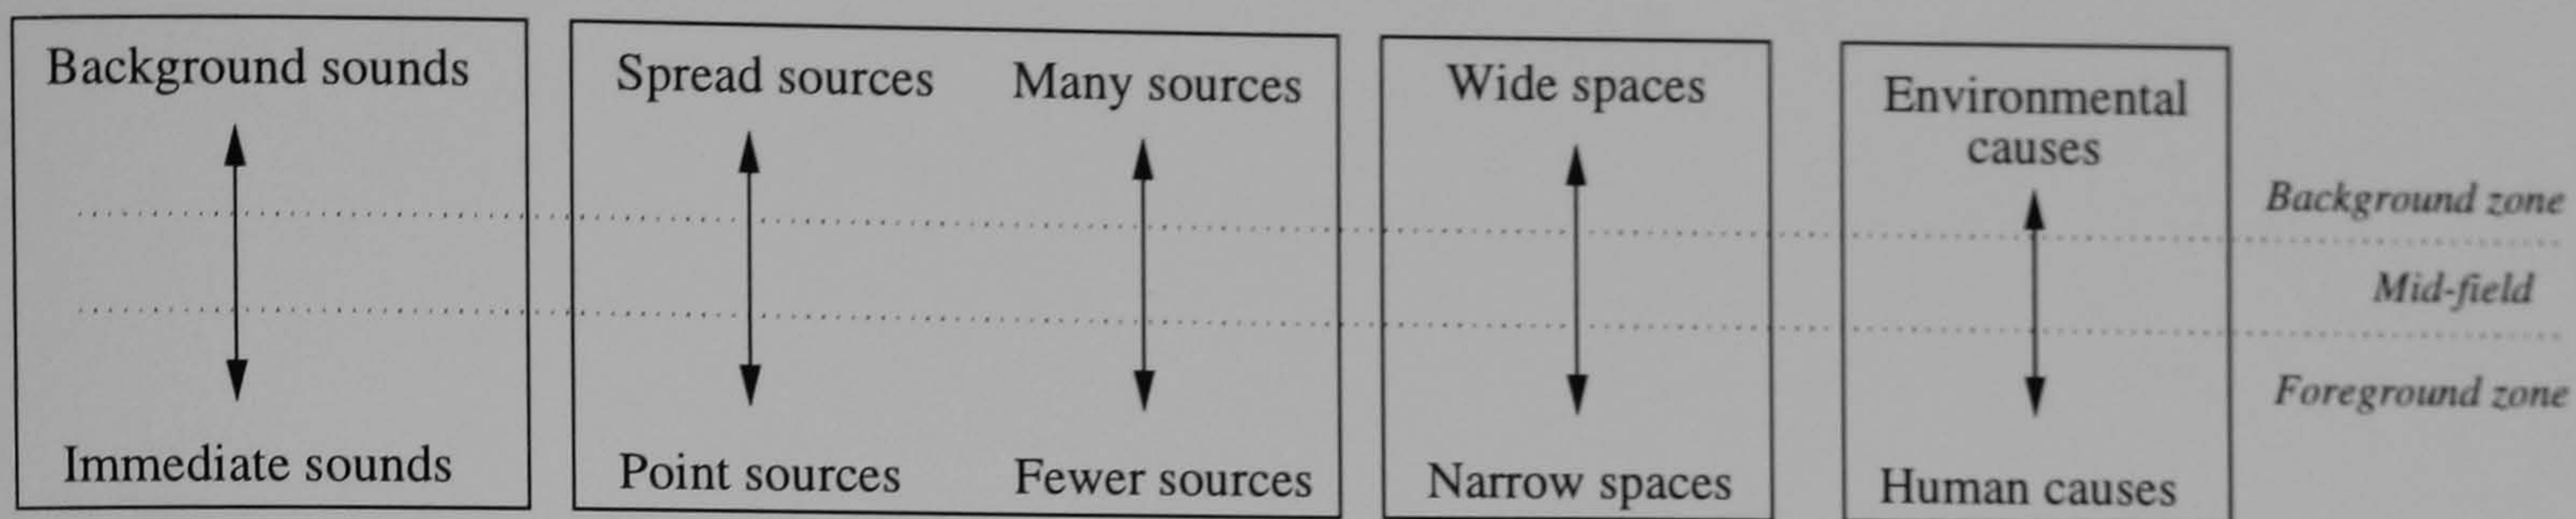 Background sounds
Spread sources
Many sources
Wide spaces
Environmental
causes
Background zone
Mid-field
Foreground zone
Immediate sounds
Point sources
Fewer sources
Narrow spaces
Human causes